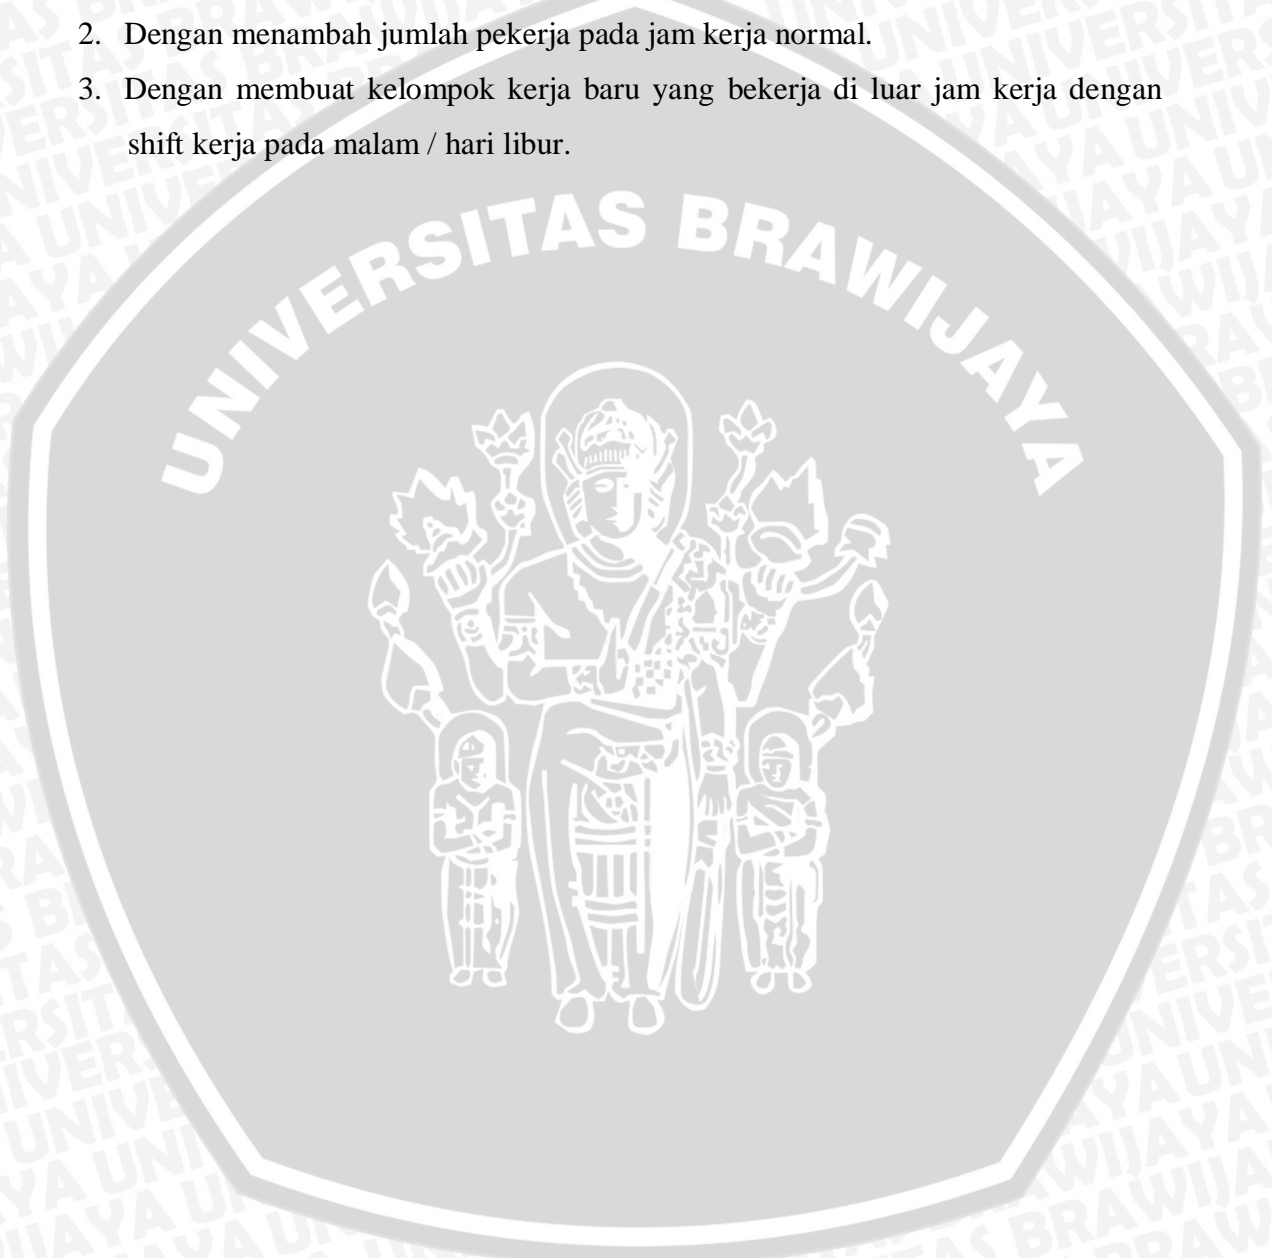 2. Dengan menambah jumlah pekerja pada jam kerja normal.
3. Dengan membuat kelompok kerja baru yang bekerja di luar jam kerja dengan
shift kerja pada malam / hari libur.
UNIVERSITAS BRAWIJAYA